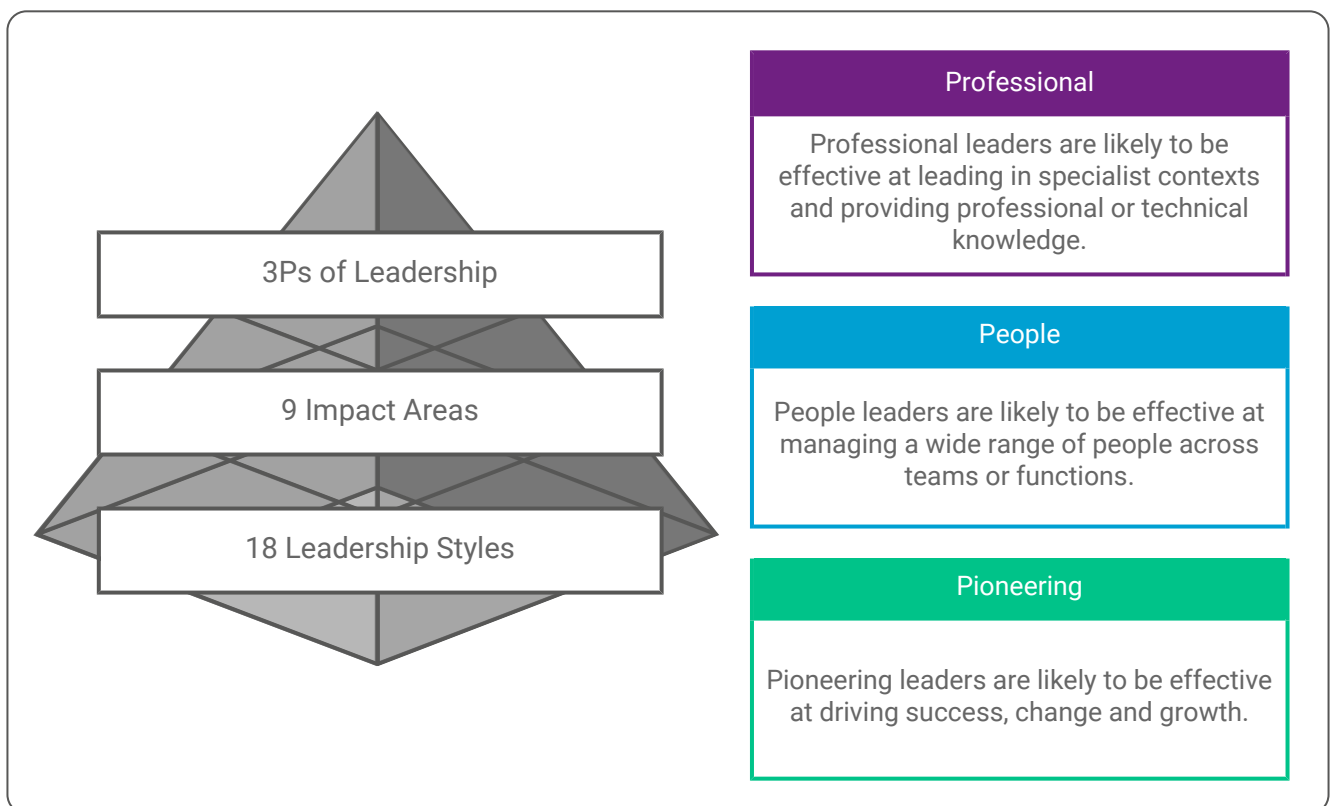 3Ps of Leadership
9 Impact Areas
18 Leadership Styles
Professional
Professional leaders are likely to be
effective at leading in specialist contexts
and providing professional or technical
knowledge.
People
People leaders are likely to be effective at
managing a wide range of people across
teams or functions.
Pioneering
Pioneering leaders are likely to be effective
at driving success, change and growth.